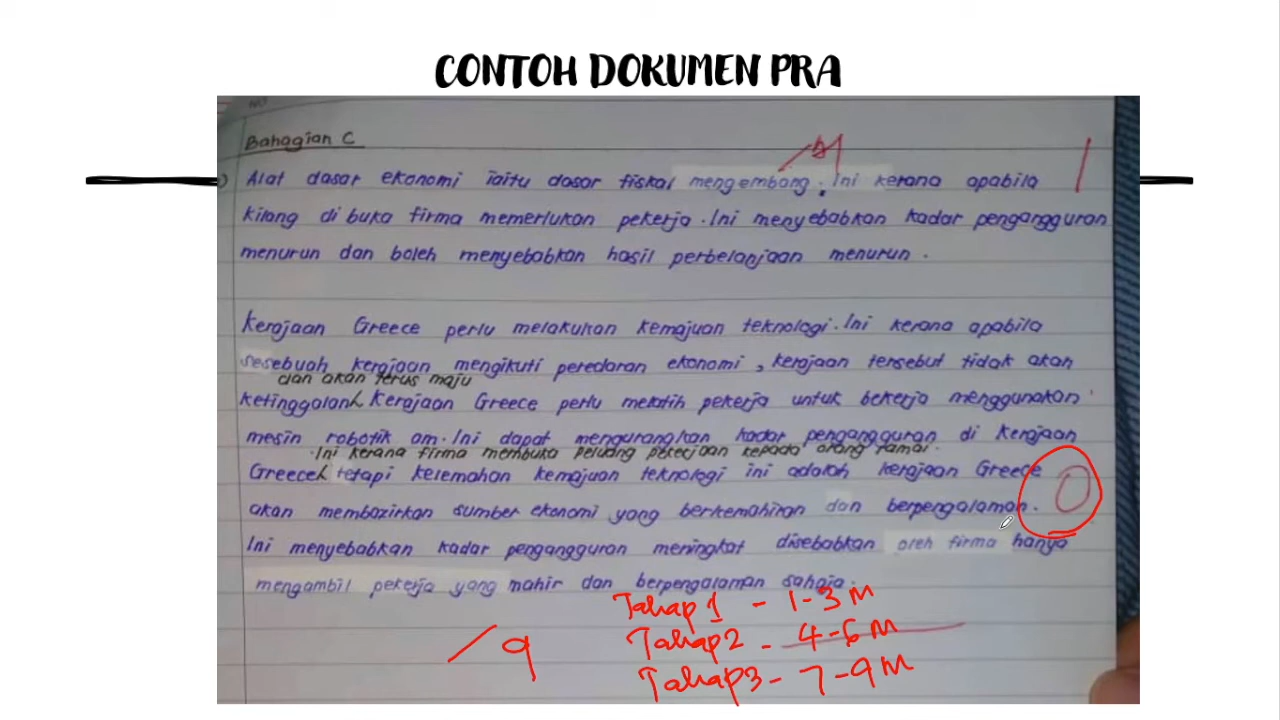 CONTOH DOKUMEN PRA
NO
Bahagian C
Alat dasar ekonomi iaitu dasar fiskal mengembang. Ini kerana apabila
kilang di buka firma memerlukan pekerja. Ini menyebabkan kadar pengangguran
menurun dan boleh menyebabkan hasil perbelanjaan menurun.
Kerajaan Greece perlu melakukan kemajuan teknologi. Ini kerana apabila
sesebuah kerajaan mengikuti peredaran ekonomi, kerajaan tersebut tidak akan
dan akan terus maju
ketinggalan Kerajaan Greece perlu melatih pekerja untuk bekerja menggunakan
mesin robotik am. Ini dapat mengurangkan kadar pengangguran di kerajaan
.Ini kerana firma membuka peluang pekerjaan kepada orang ramai.
Greece tetapi kelemahan kemajuan teknologi ini adalah kerajaan Greece
0
akan membazirkan sumber ekonomi yang berkemahiran dan berpengalaman.
Ini menyebabkan kadar pengangguran meningkat disebabkan oleh firma hanya
mengambil pekerja yang mahir dan berpengalaman sahaja.
Tahap 1 - 1-3 M
Tahap 2 - 4-6 M
/9
Tahap 3 - 7-9 M